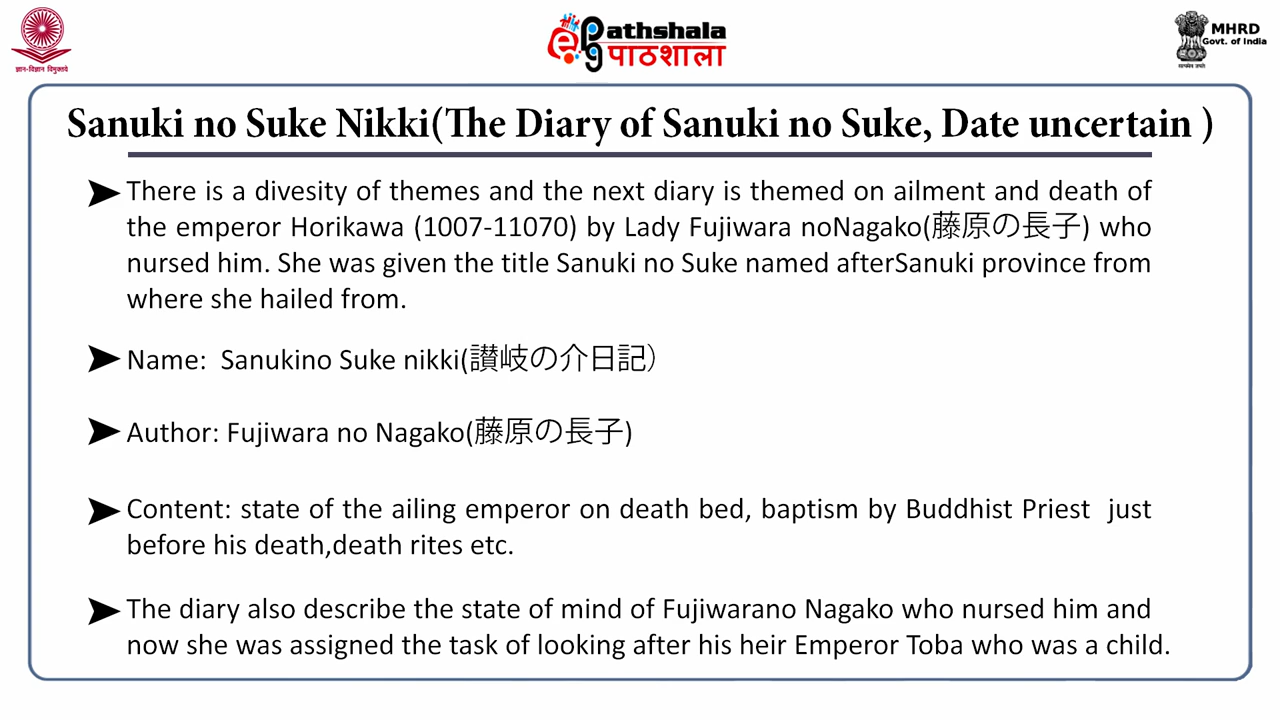 ज्ञान-विज्ञान विमुक्तये
epg Pathshala
पाठशाला
MHRD
Govt. of India
सत्यमेव जयते
Sanuki no Suke Nikki(The Diary of Sanuki no Suke, Date uncertain )
There is a divesity of themes and the next diary is themed on ailment and death of
the emperor Horikawa (1007-11070) by Lady Fujiwara noNagako(藤原の長子) who
nursed him. She was given the title Sanuki no Suke named afterSanuki province from
where she hailed from.
Name: Sanukino Suke nikki(讃岐の介日記）
Author: Fujiwara no Nagako(藤原の長子)
Content: state of the ailing emperor on death bed, baptism by Buddhist Priest just
before his death,death rites etc.
The diary also describe the state of mind of Fujiwarano Nagako who nursed him and
now she was assigned the task of looking after his heir Emperor Toba who was a child.